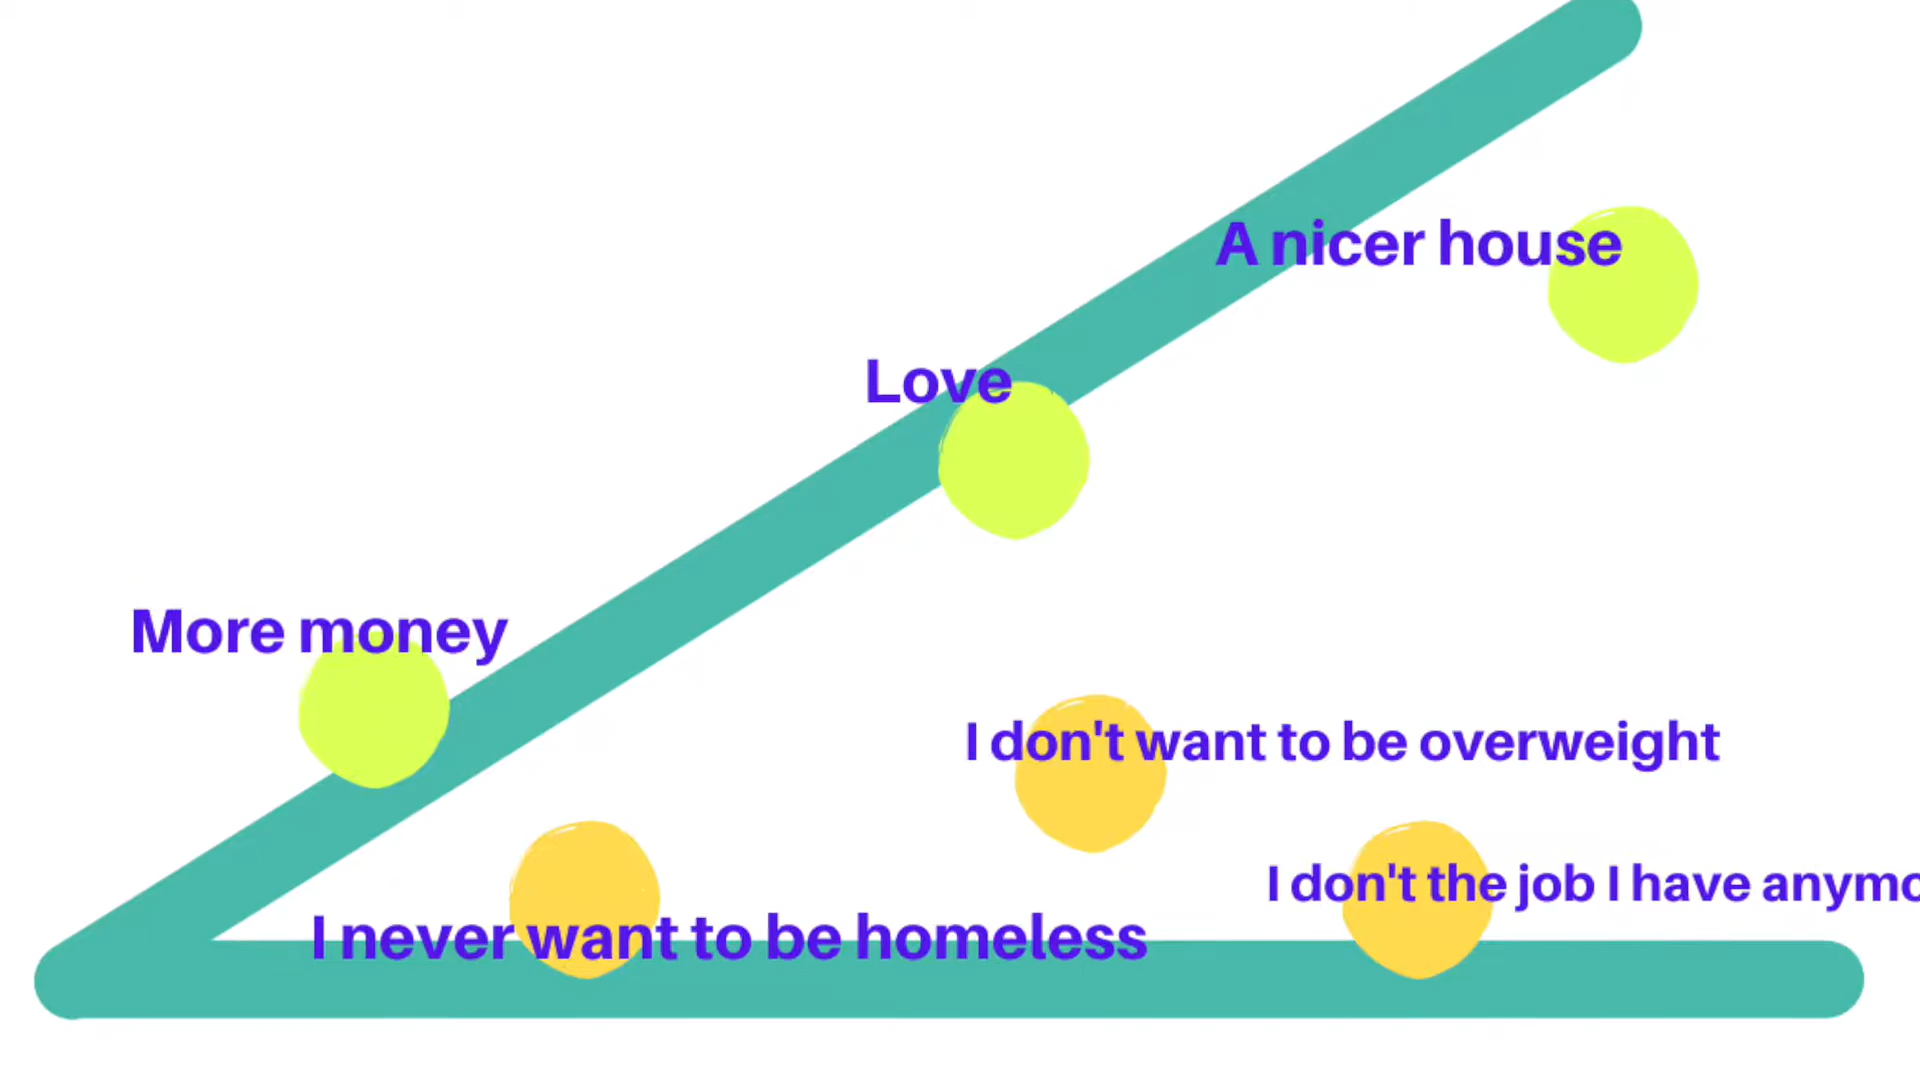 A nicer house
Love
More money
I don't want to be overweight
I don't the job I have anymo
I never want to be homeless